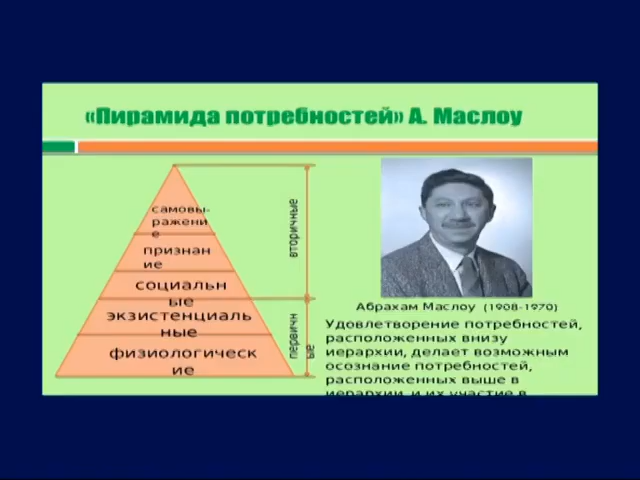 «Пирамида потребностей» А. Маслоу
самовы-
ражени
е
признан
ие
социальн
ые
экзистенциаль
ные
физиологическ
ие
вторичные
первичн
ые
Абрахам Маслоу (1908-1970)
Удовлетворение потребностей,
расположенных внизу
иерархии, делает возможным
осознание потребностей,
расположенных выше в
иерархии, и их участие в